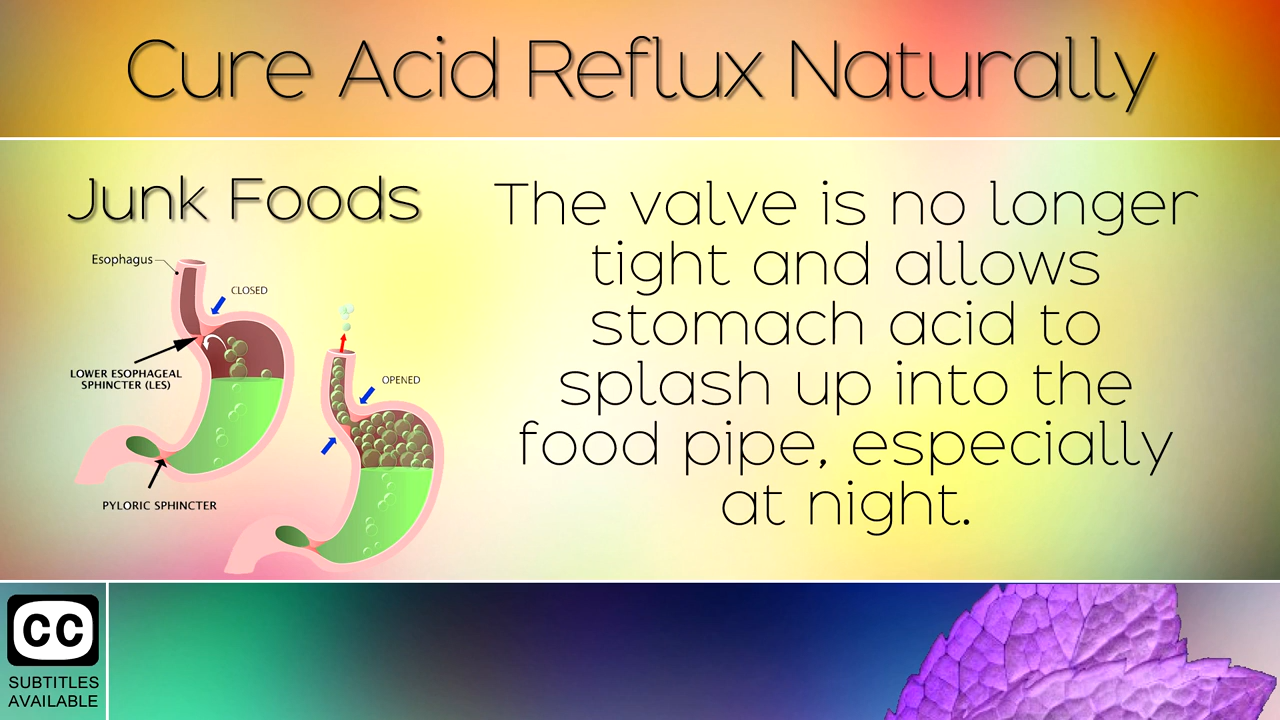 Cure Acid Reflux Naturally
Junk Foods
Esophagus
CLOSED
LOWER ESOPHAGEAL
SPHINCTER (LES)
OPENED
PYLORIC SPHINCTER
The valve is no longer
tight and allows
stomach acid to
splash up into the
food pipe, especially
at night.
CC
SUBTITLES
AVAILABLE